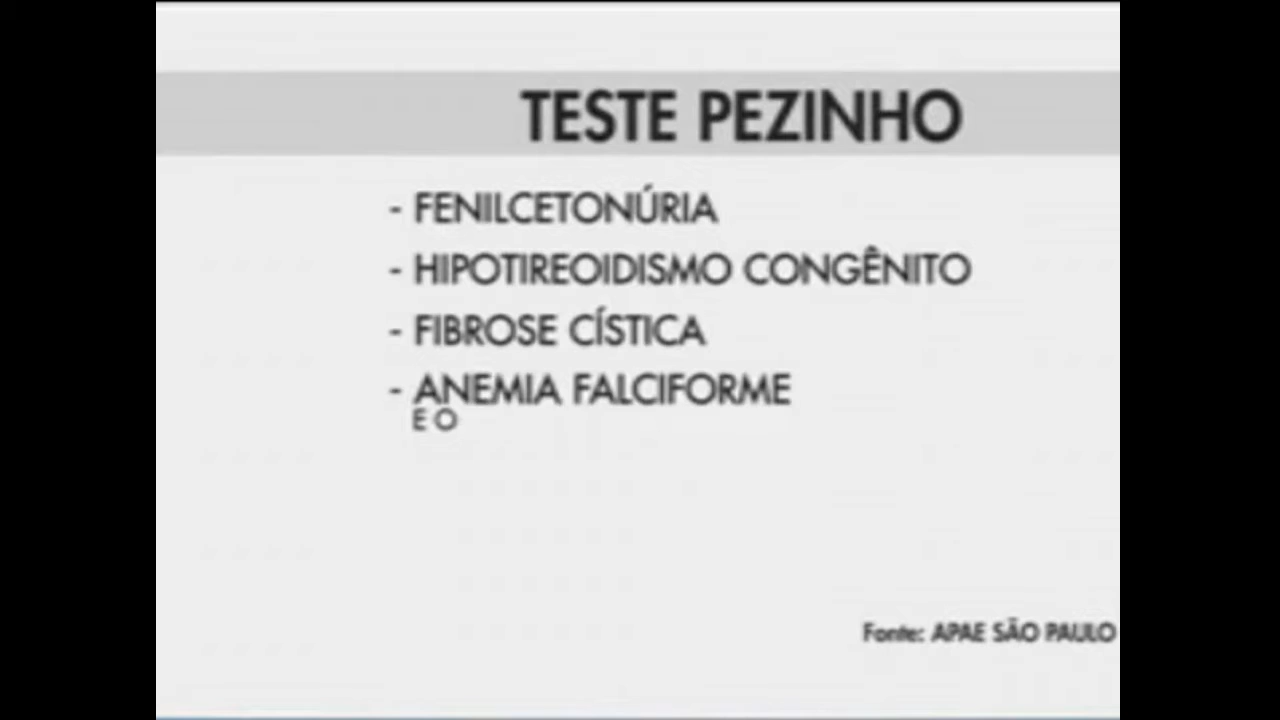 TESTE PEZINHO
- FENILCETONÚRIA
- HIPOTIREOIDISMO CONGÊNITO
- FIBROSE CÍSTICA
- ANEMIA FALCIFORME
E O
Fonte: APAE SÃO PAULO